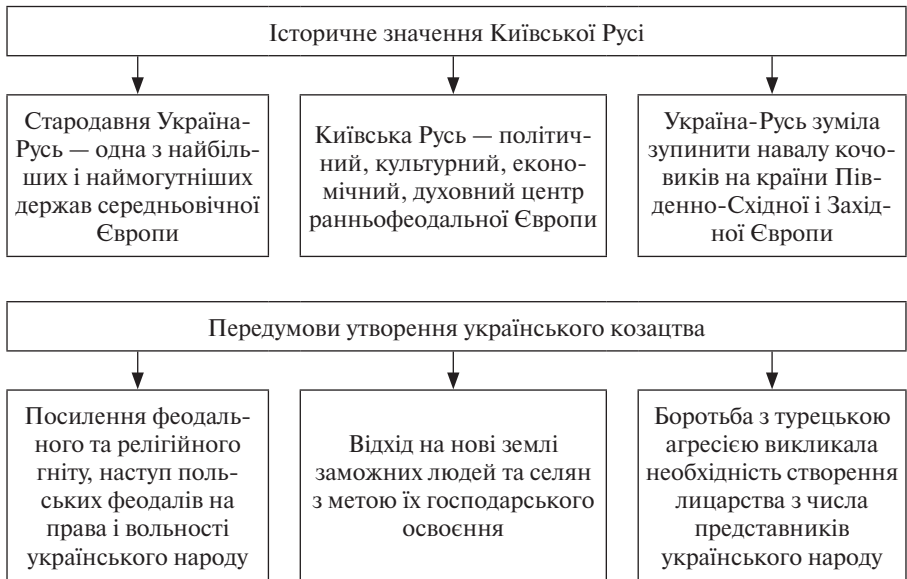 Історичне значення Київської Русі
Стародавня Україна-
Русь — одна з найбіль-
ших і наймогутніших
держав середньовічної
Європи
Київська Русь — політич-
ний, культурний, еконо-
мічний, духовний центр
ранньофеодальної Європи
Україна-Русь зуміла
зупинити навалу кочо-
виків на країни Пів-
денно-Східної і Захід-
ної Європи
Передумови утворення українського козацтва
Посилення феодаль-
ного та релігійного
гніту, наступ поль-
ських феодалів на
права і вольності
українського народу
Відхід на нові землі
заможних людей та селян
з метою їх господарського
освоєння
Боротьба з турецькою
агресією викликала
необхідність створення
лицарства з числа
представників
українського народу